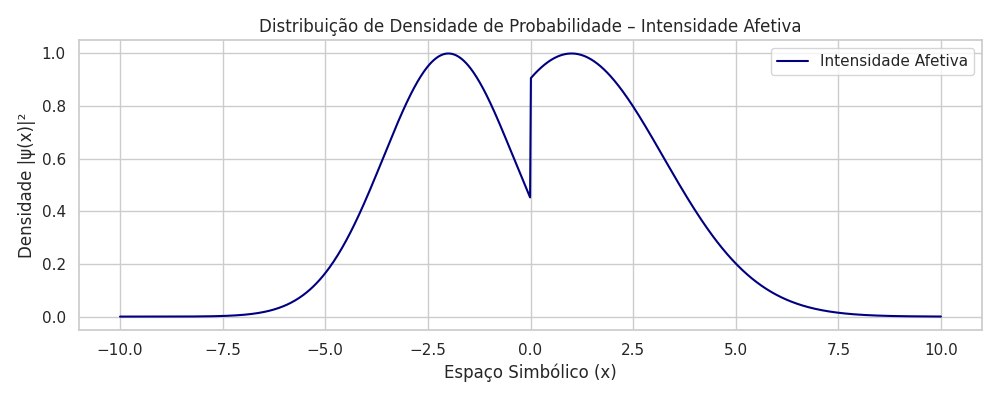 Distribuição de Densidade de Probabilidade – Intensidade Afetiva
Intensidade Afetiva
Densidade |ψ(x)|²
1.0
0.8
0.6
0.4
0.2
0.0
−10.0 −7.5 −5.0 −2.5 0.0 2.5 5.0 7.5 10.0
Espaço Simbólico (x)